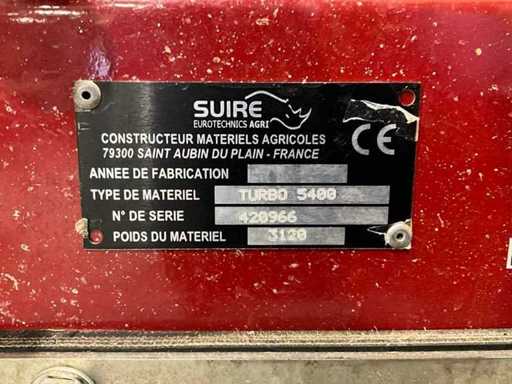 SUIRE
EUROTECHNICS AGRI
CONSTRUCTEUR MATERIELS AGRICOLES
79300 SAINT AUBIN DU PLAIN - FRANCE
CE
ANNEE DE FABRICATION
TYPE DE MATERIEL TURBO 5400
N° DE SERIE 420966
POIDS DU MATERIEL 3120